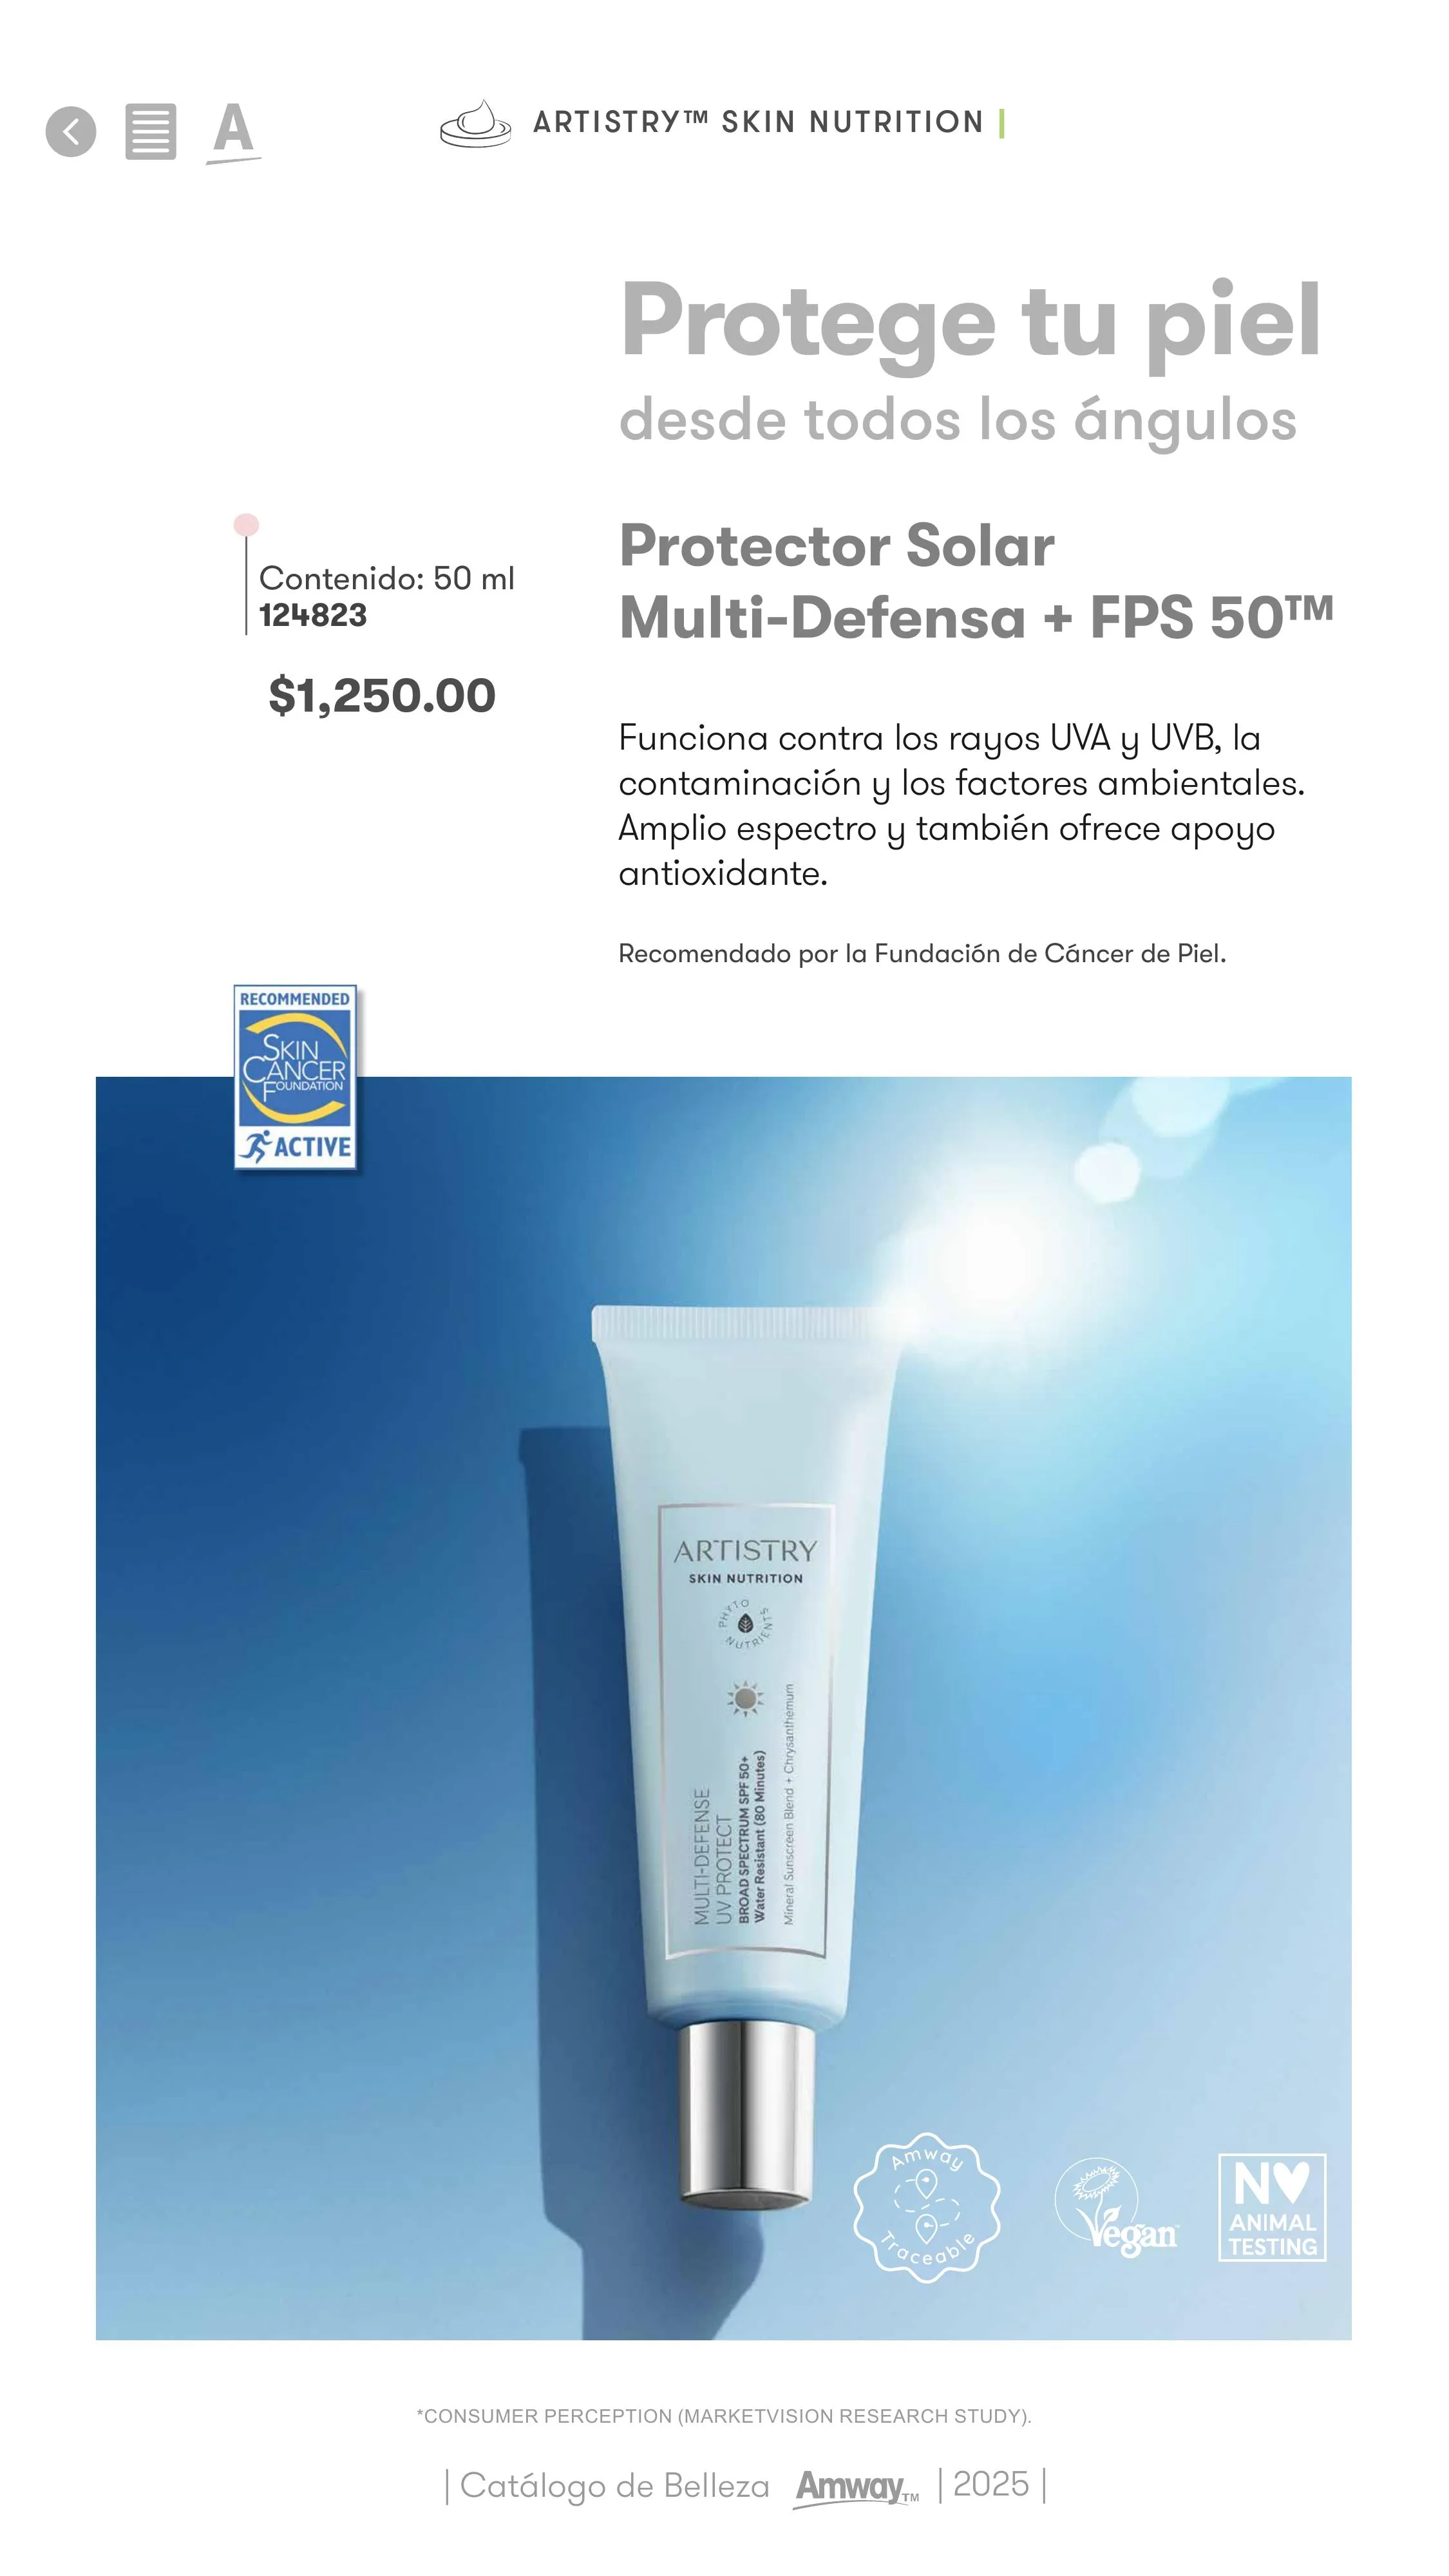 A
ARTISTRY™ SKIN NUTRITION |
Protege tu piel
desde todos los ángulos
Contenido: 50 ml
124823
$1,250.00
Protector Solar
Multi-Defensa + FPS 50™
Funciona contra los rayos UVA y UVB, la
contaminación y los factores ambientales.
Amplio espectro y también ofrece apoyo
antioxidante.
Recomendado por la Fundación de Cáncer de Piel.
RECOMMENDED
SKIN
CANCER
FOUNDATION
ACTIVE
ARTISTRY
SKIN NUTRITION
PHYTO
NUTRIENTS
MULTI-DEFENSE
UV PROTECT
BROAD SPECTRUM SPF 50+
Water Resistant (80 Minutes)
Mineral Sunscreen Blend + Chrysanthemum
Amway
Traceable
Vegan
N♥
ANIMAL
TESTING
*CONSUMER PERCEPTION (MARKETVISION RESEARCH STUDY).
| Catálogo de Belleza Amway™ | 2025 |